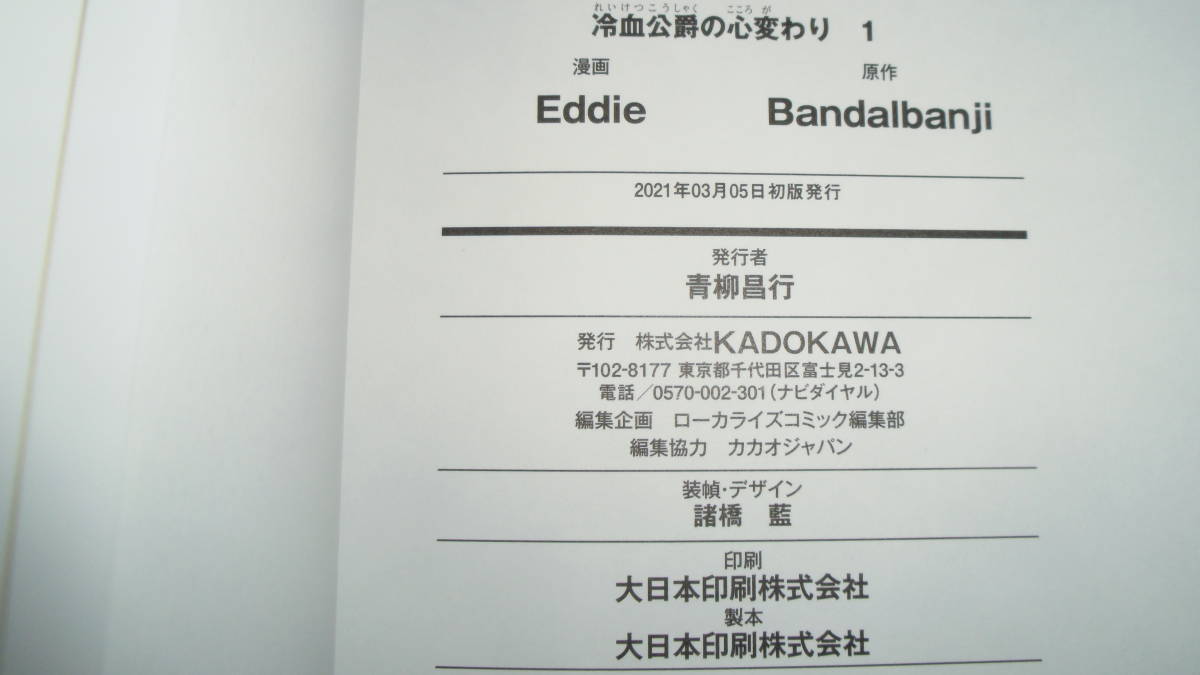 れいけつこうしゃく こころ が
冷血公爵の心変わり 1
漫画 原作
Eddie Bandalbanji
2021年03月05日初版発行
発行者
青柳昌行
発行 株式会社KADOKAWA
〒102-8177 東京都千代田区富士見2-13-3
電話／0570-002-301（ナビダイヤル）
編集企画 ローカライズコミック編集部
編集協力 カカオジャパン
装幀・デザイン
諸橋 藍
印刷
大日本印刷株式会社
製本
大日本印刷株式会社